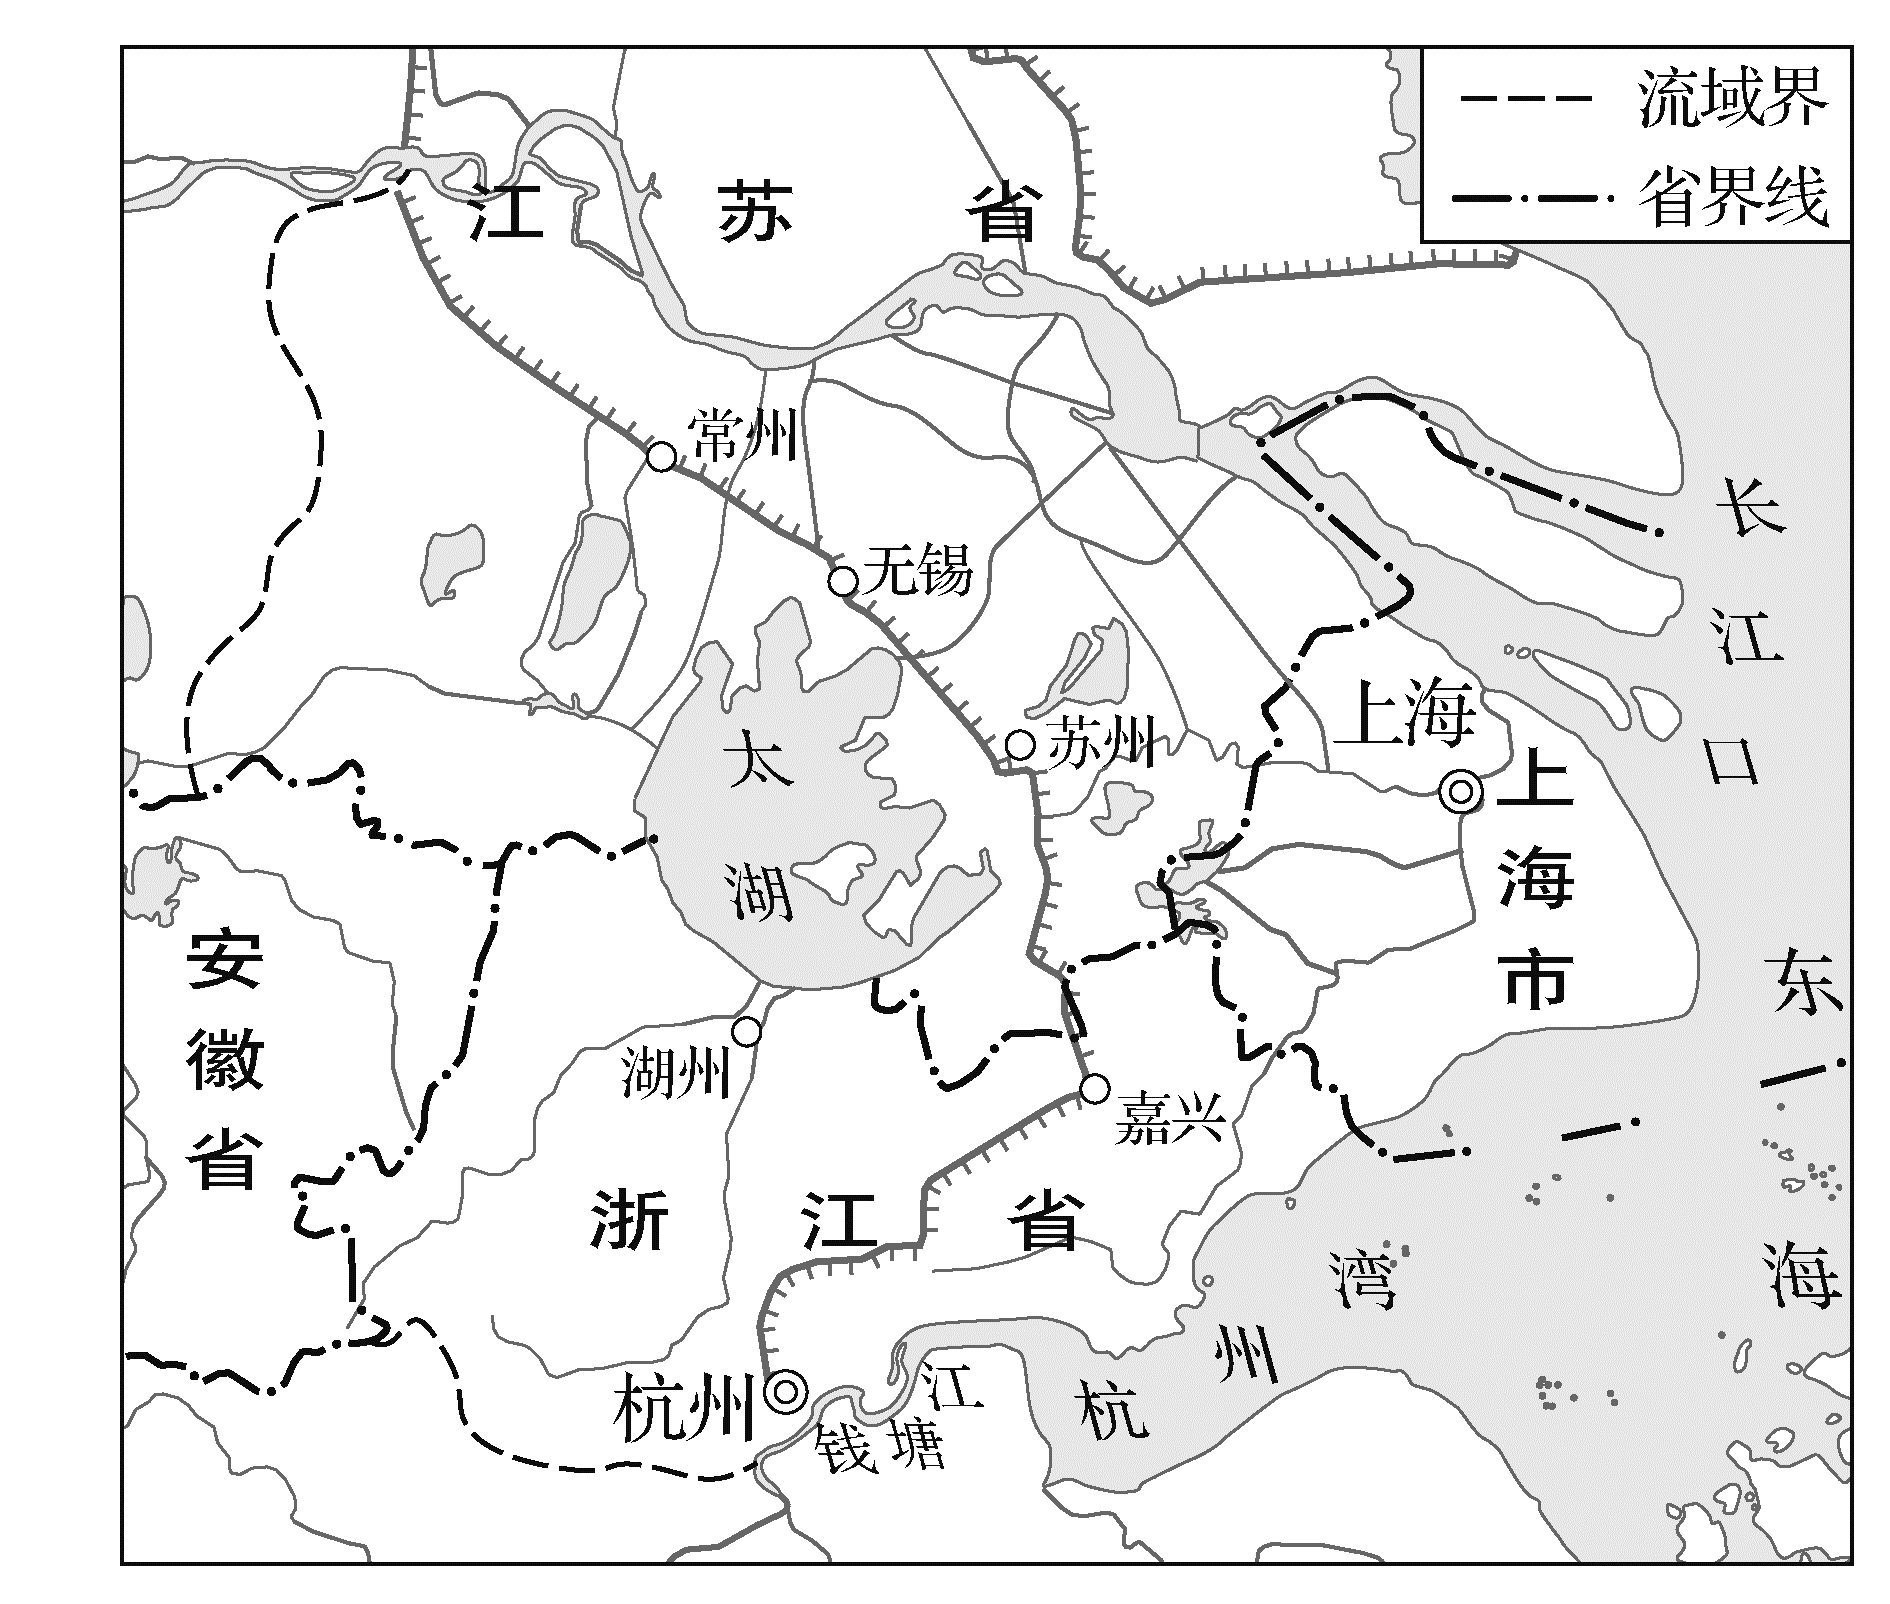 流域界
省界线
江苏省
常州
无锡
苏州
上海
上海市
长江口
太湖
安徽省
湖州
嘉兴
浙江省
杭州
钱塘江
杭州湾
东海